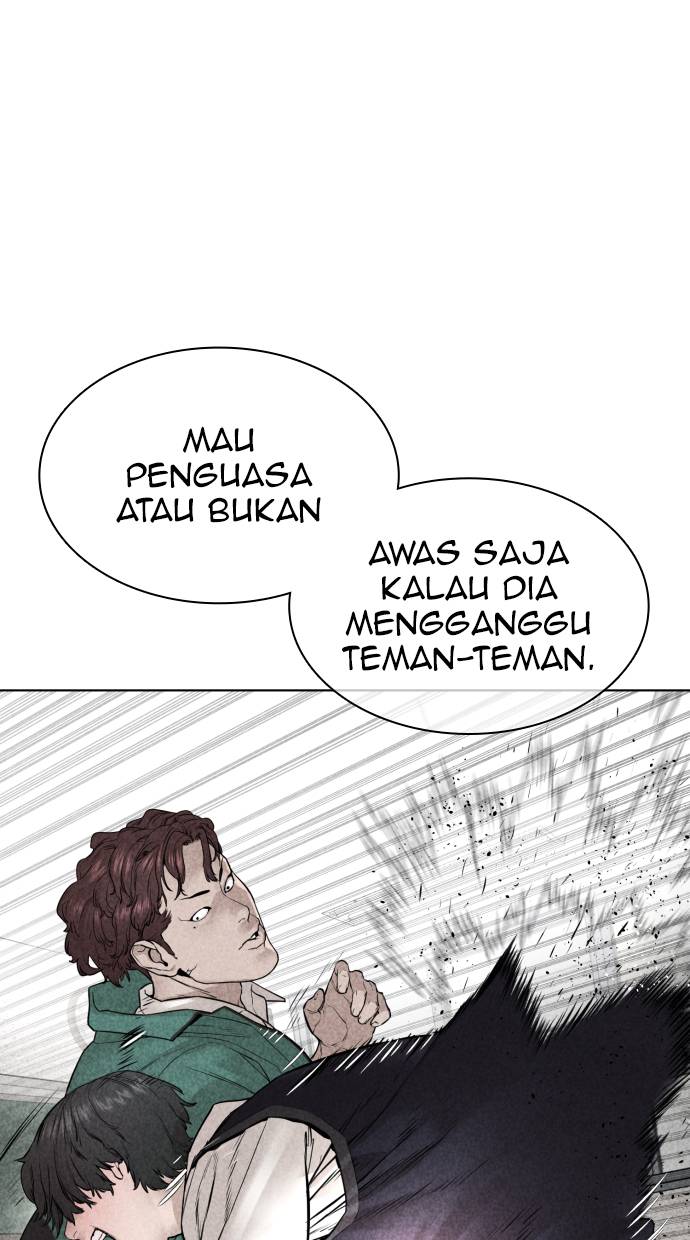 MAU
PENGUASA
ATAU BUKAN
AWAS SAJA
KALAU DIA
MENGGANGGU
TEMAN-TEMAN.